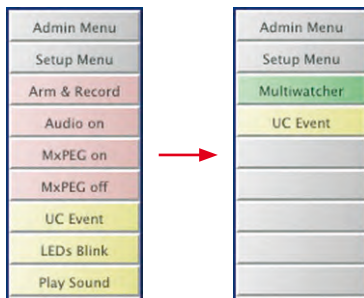 Admin Menu
Setup Menu
Arm & Record
Audio on
MxPEG on
MxPEG off
UC Event
LEDs Blink
Play Sound
Admin Menu
Setup Menu
Multiwatcher
UC Event